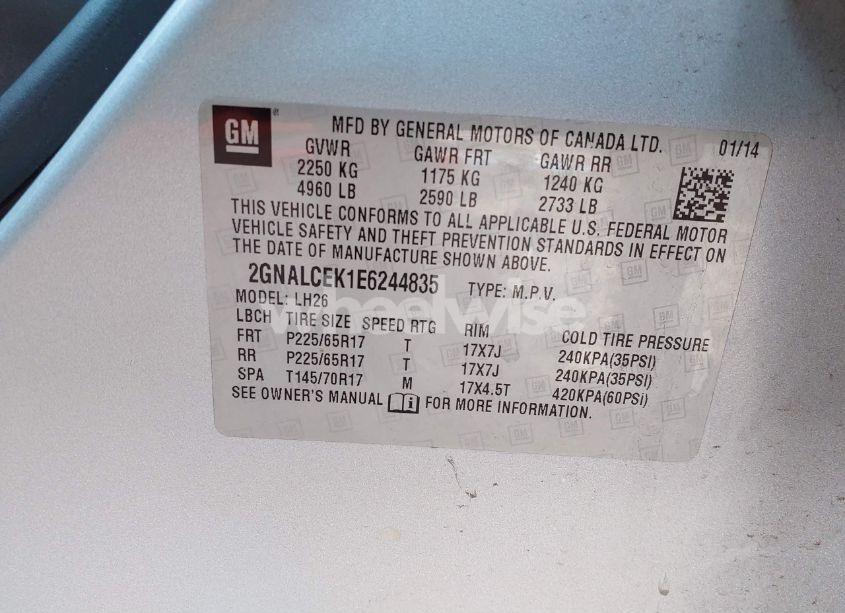 GM
MFD BY GENERAL MOTORS OF CANADA LTD. 01/14
GVWR GAWR FRT GAWR RR
2250 KG 1175 KG 1240 KG
4960 LB 2590 LB 2733 LB
THIS VEHICLE CONFORMS TO ALL APPLICABLE U.S. FEDERAL MOTOR
VEHICLE SAFETY AND THEFT PREVENTION STANDARDS IN EFFECT ON
THE DATE OF MANUFACTURE SHOWN ABOVE.
2GNALCEK1E6244835 TYPE: M.P.V.
MODEL: LH26
wheelwise
LBCH TIRE SIZE SPEED RTG RIM COLD TIRE PRESSURE
FRT P225/65R17 T 17X7J 240KPA(35PSI)
RR P225/65R17 T 17X7J 240KPA(35PSI)
SPA T145/70R17 M 17X4.5T 420KPA(60PSI)
SEE OWNER'S MANUAL FOR MORE INFORMATION.